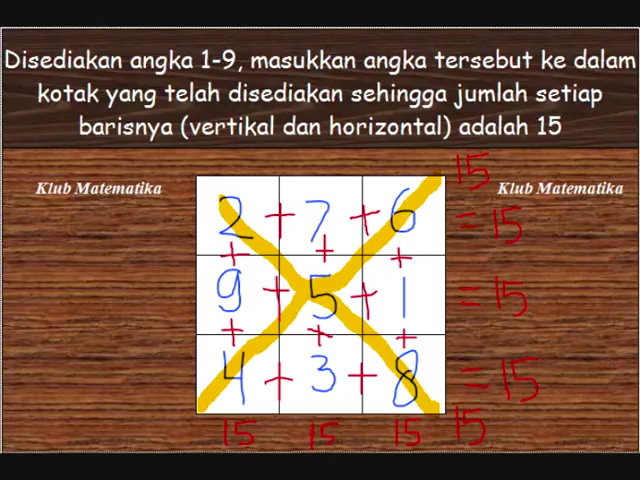 Disediakan angka 1-9, masukkan angka tersebut ke dalam
kotak yang telah disediakan sehingga jumlah setiap
barisnya (vertikal dan horizontal) adalah 15
Klub Matematika
Klub Matematika
15
2 + 7 + 6 = 15
+ + +
9 + 5 + 1 = 15
+ + +
4 + 3 + 8 = 15
15 15 15 15